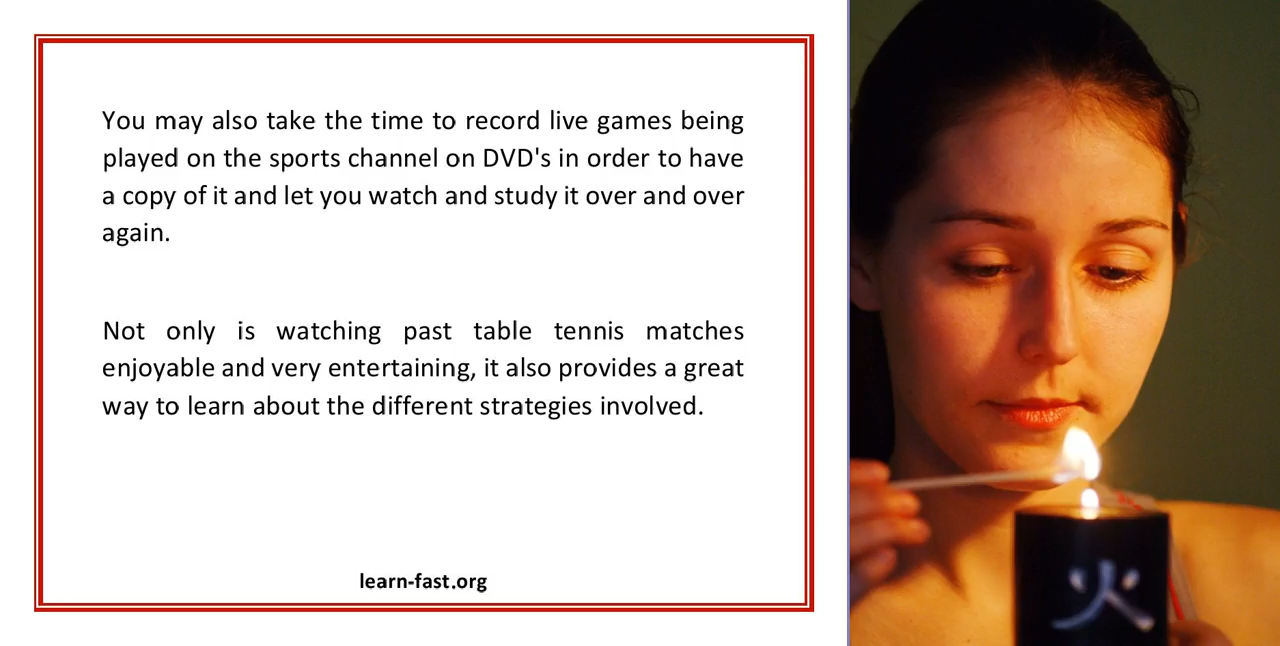 You may also take the time to record live games being
played on the sports channel on DVD's in order to have
a copy of it and let you watch and study it over and over
again.
Not only is watching past table tennis matches
enjoyable and very entertaining, it also provides a great
way to learn about the different strategies involved.
learn-fast.org
火